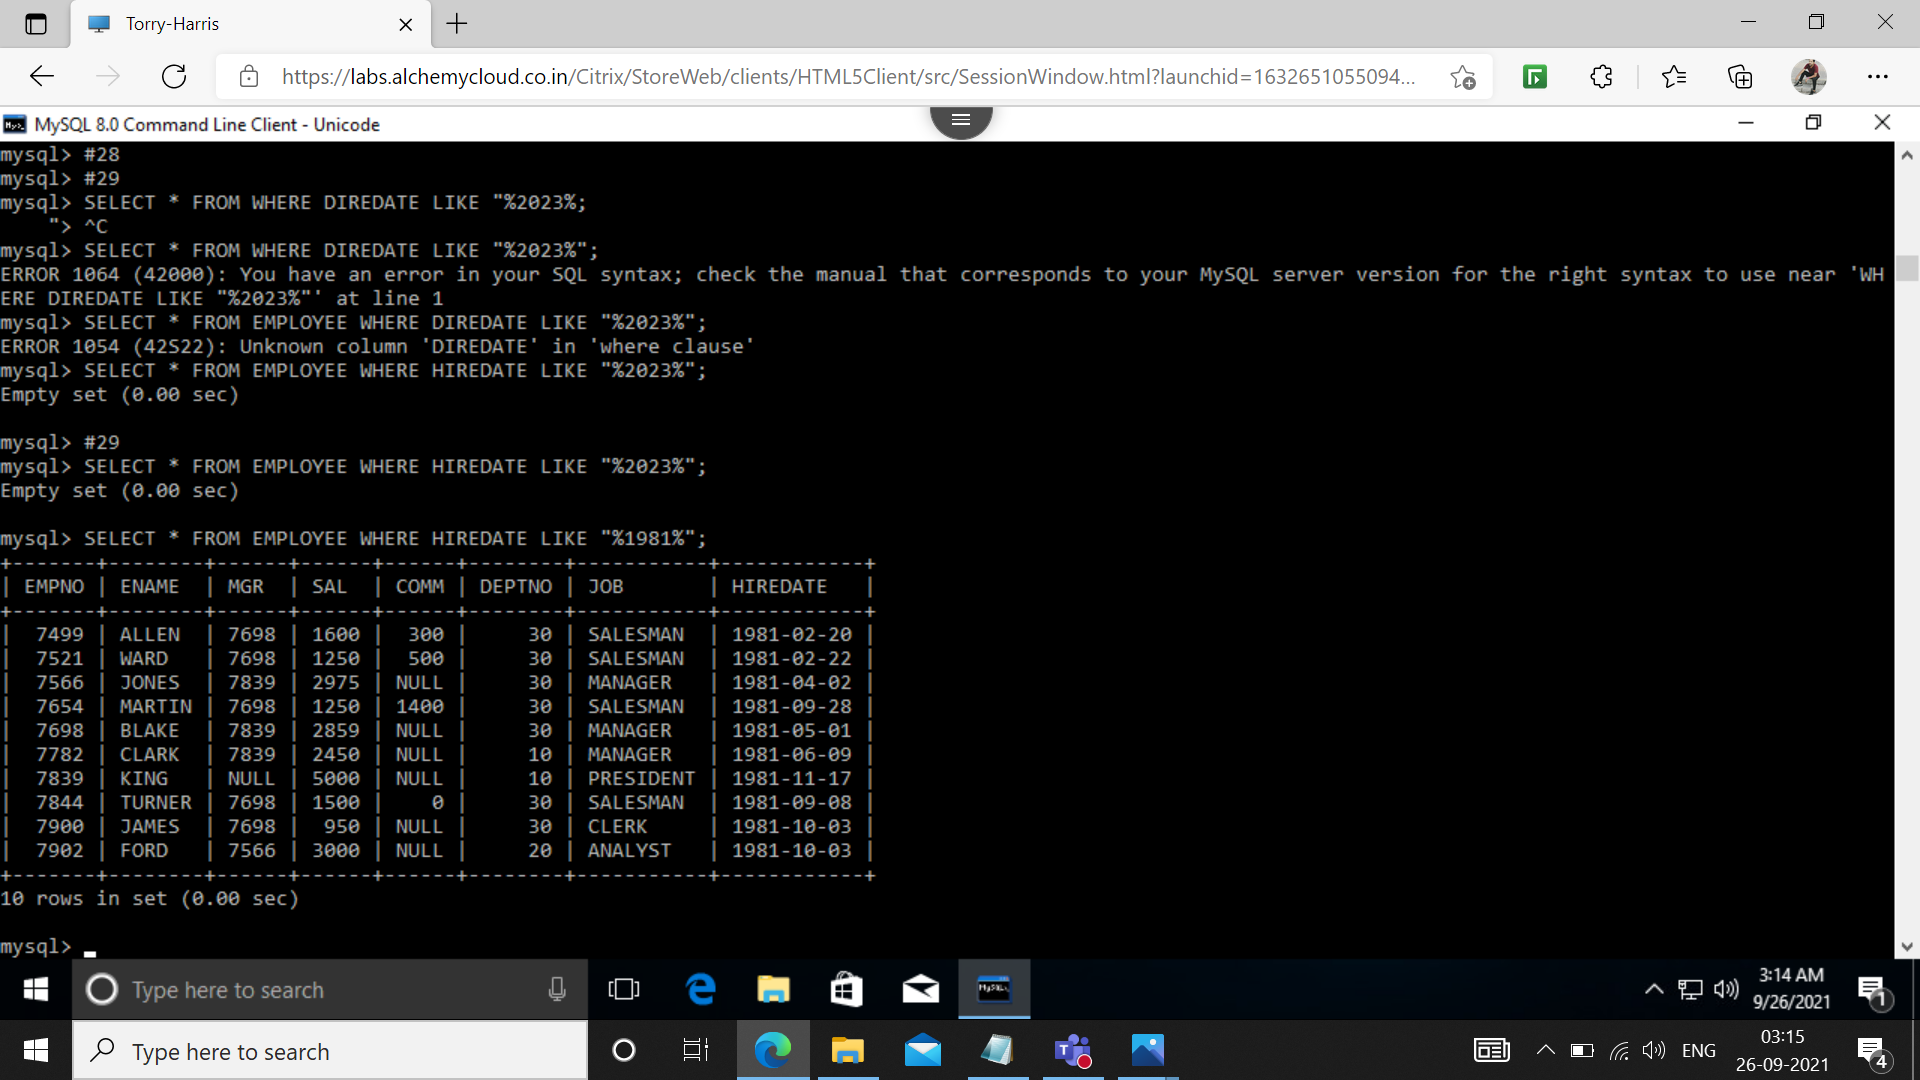 Torry-Harris
https://labs.alchemycloud.co.in/Citrix/StoreWeb/clients/HTML5Client/src/SessionWindow.html?launchid=1632651055094...
MySQL 8.0 Command Line Client - Unicode
mysql> #28
mysql> #29
mysql> SELECT * FROM WHERE DIREDATE LIKE "%2023%;
    "> ^C
mysql> SELECT * FROM WHERE DIREDATE LIKE "%2023%";
ERROR 1064 (42000): You have an error in your SQL syntax; check the manual that corresponds to your MySQL server version for the right syntax to use near 'WH
ERE DIREDATE LIKE "%2023%"' at line 1
mysql> SELECT * FROM EMPLOYEE WHERE DIREDATE LIKE "%2023%";
ERROR 1054 (42S22): Unknown column 'DIREDATE' in 'where clause'
mysql> SELECT * FROM EMPLOYEE WHERE HIREDATE LIKE "%2023%";
Empty set (0.00 sec)
mysql> #29
mysql> SELECT * FROM EMPLOYEE WHERE HIREDATE LIKE "%2023%";
Empty set (0.00 sec)
mysql> SELECT * FROM EMPLOYEE WHERE HIREDATE LIKE "%1981%";
+-------+--------+------+------+------+--------+-----------+------------+
| EMPNO | ENAME  | MGR  | SAL  | COMM | DEPTNO | JOB       | HIREDATE   |
+-------+--------+------+------+------+--------+-----------+------------+
|  7499 | ALLEN  | 7698 | 1600 |  300 |     30 | SALESMAN  | 1981-02-20 |
|  7521 | WARD   | 7698 | 1250 |  500 |     30 | SALESMAN  | 1981-02-22 |
|  7566 | JONES  | 7839 | 2975 | NULL |     30 | MANAGER   | 1981-04-02 |
|  7654 | MARTIN | 7698 | 1250 | 1400 |     30 | SALESMAN  | 1981-09-28 |
|  7698 | BLAKE  | 7839 | 2859 | NULL |     30 | MANAGER   | 1981-05-01 |
|  7782 | CLARK  | 7839 | 2450 | NULL |     10 | MANAGER   | 1981-06-09 |
|  7839 | KING   | NULL | 5000 | NULL |     10 | PRESIDENT | 1981-11-17 |
|  7844 | TURNER | 7698 | 1500 |    0 |     30 | SALESMAN  | 1981-09-08 |
|  7900 | JAMES  | 7698 |  950 | NULL |     30 | CLERK     | 1981-10-03 |
|  7902 | FORD   | 7566 | 3000 | NULL |     20 | ANALYST   | 1981-10-03 |
+-------+--------+------+------+------+--------+-----------+------------+
10 rows in set (0.00 sec)
mysql>
Type here to search
3:14 AM
9/26/2021
1
Type here to search
ENG
03:15
26-09-2021
4